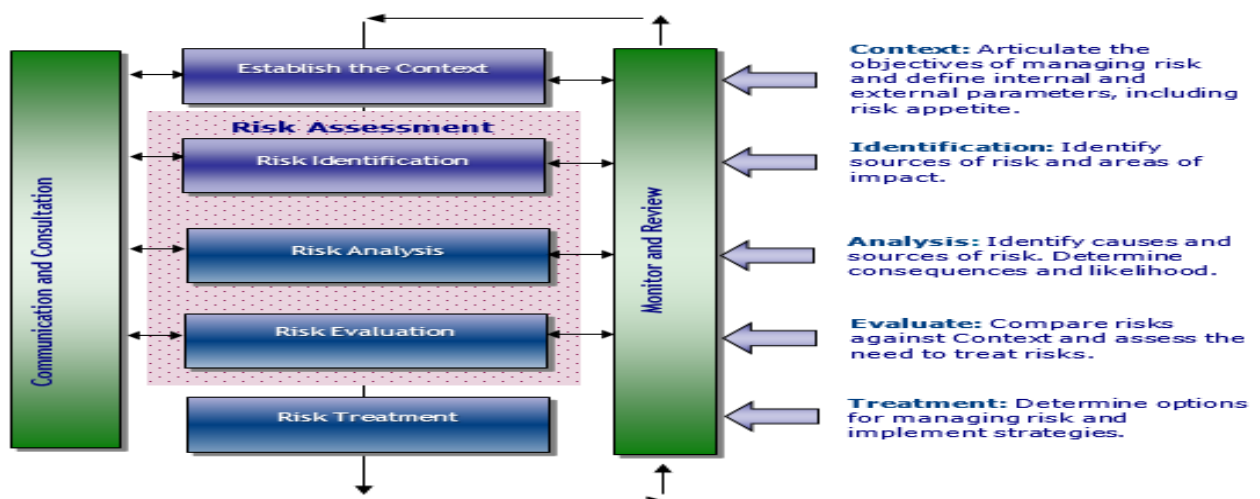 Establish the Context
Risk Assessment
Risk Identification
Risk Analysis
Risk Evaluation
Risk Treatment
Communication and Consultation
Monitor and Review
Context: Articulate the
objectives of managing risk
and define internal and
external parameters, including
risk appetite.
Identification: Identify
sources of risk and areas of
impact.
Analysis: Identify causes and
sources of risk. Determine
consequences and likelihood.
Evaluate: Compare risks
against Context and assess the
need to treat risks.
Treatment: Determine options
for managing risk and
implement strategies.